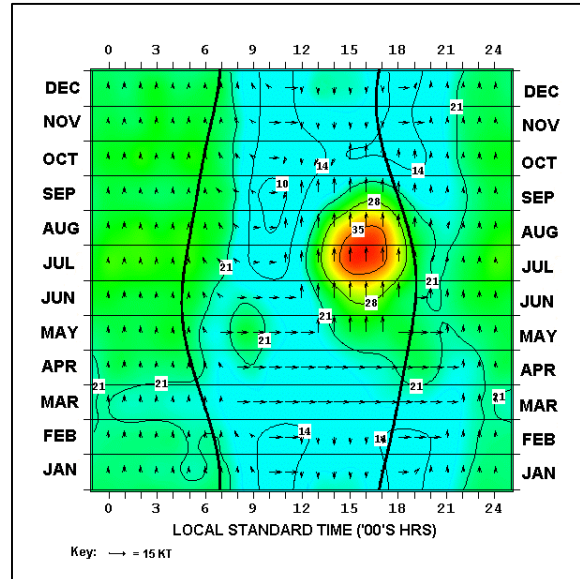 0 3 6 9 12 15 18 21 24
DEC DEC
NOV 21 NOV
OCT 14 14 OCT
SEP 10 28 SEP
AUG 35 AUG
JUL 21 21 JUL
JUN 28 JUN
MAY 21 21 MAY
APR 21 21 21 APR
MAR 21 MAR
FEB 14 14 FEB
JAN JAN
0 3 6 9 12 15 18 21 24
LOCAL STANDARD TIME ('00'S HRS)
Key: = 15 KT